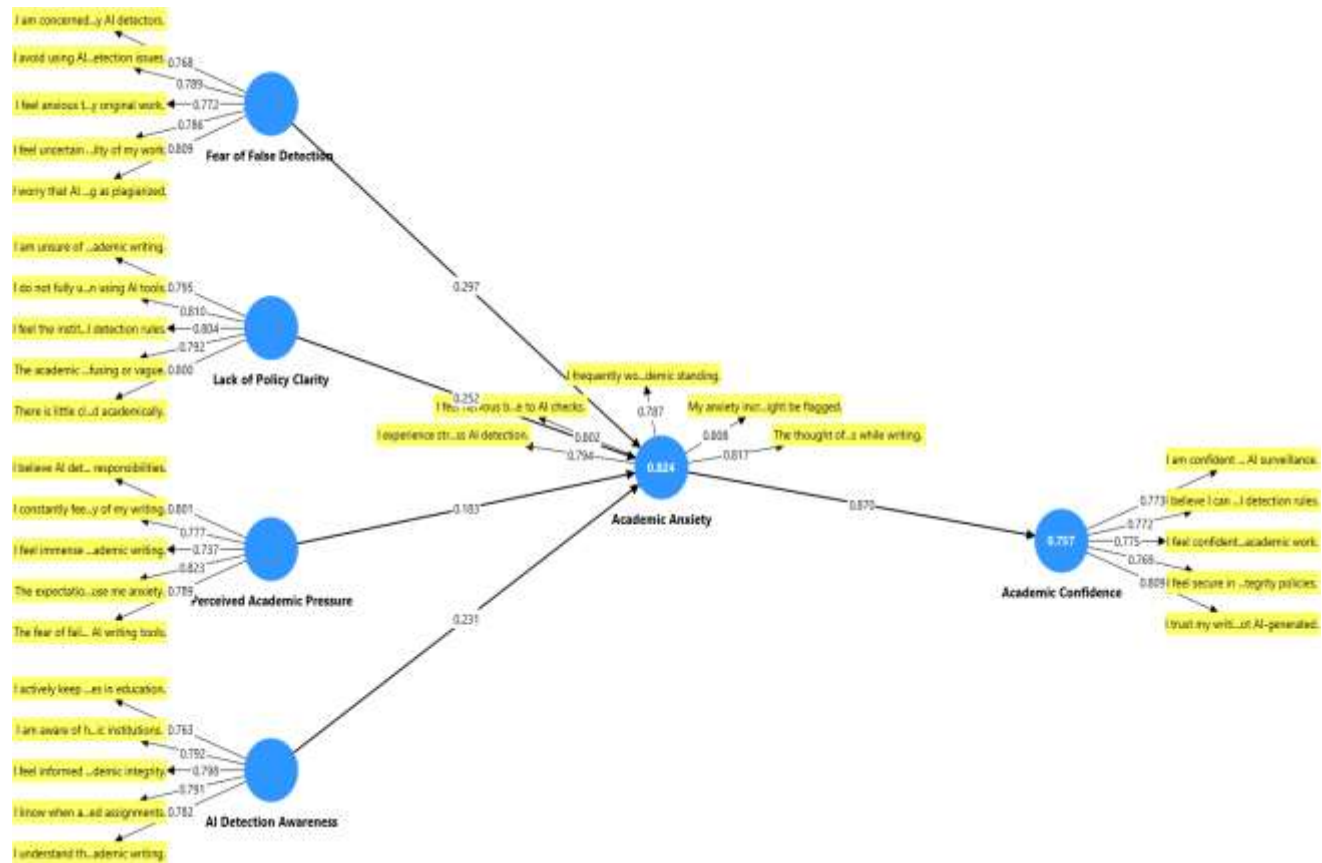 I am concerned...y AI detectors.
I avoid using AI...etection issues.
I feel anxious t...y original work.
I feel uncertain ...ility of my work.
I worry that AI ...g as plagiarized.
0.768
0.789
0.772
0.786
0.809
Fear of False Detection
I am unsure of ...ademic writing.
I do not fully u...n using AI tools.
I feel the instit...I detection rules.
The academic ...fusing or vague.
There is little cl...d academically.
0.795
0.810
0.804
0.792
0.800
Lack of Policy Clarity
I believe AI det... responsibilities.
I constantly fee...y of my writing.
I feel immense ...ademic writing.
The expectatio...use me anxiety.
The fear of fail... AI writing tools.
0.801
0.777
0.737
0.823
0.789
Perceived Academic Pressure
I actively keep ...es in education.
I am aware of h...ic institutions.
I feel informed ...demic integrity.
I know when a...ed assignments.
I understand th...ademic writing.
0.763
0.792
0.798
0.791
0.782
AI Detection Awareness
0.297
0.252
0.183
0.231
I frequently wo...demic standing.
I feel nervous b...e to AI checks.
My anxiety incr...ight be flagged.
I experience str...ss AI detection.
The thought of...s while writing.
0.787
0.802
0.808
0.794
0.817
0.824
Academic Anxiety
0.870
0.757
Academic Confidence
I am confident ... AI surveillance.
I believe I can ...I detection rules.
I feel confident...academic work.
I feel secure in ...tegrity policies.
I trust my writi...ot AI-generated.
0.773
0.772
0.775
0.769
0.809